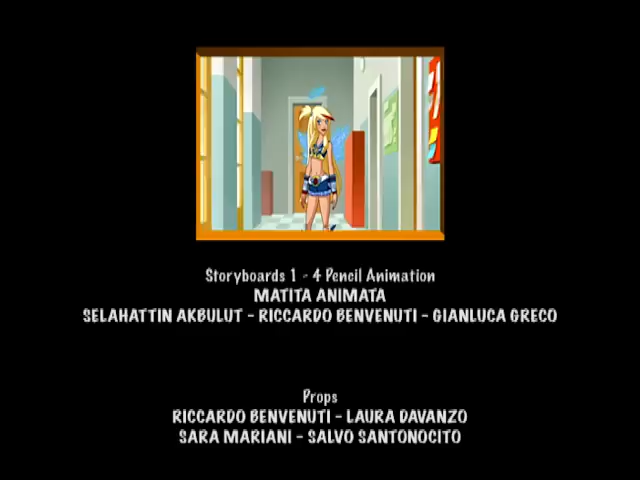 Storyboards 1 - 4 Pencil Animation
MATITA ANIMATA
SELAHATTIN AKBULUT - RICCARDO BENVENUTI - GIANLUCA GRECO
Props
RICCARDO BENVENUTI - LAURA DAVANZO
SARA MARIANI - SALVO SANTONOCITO